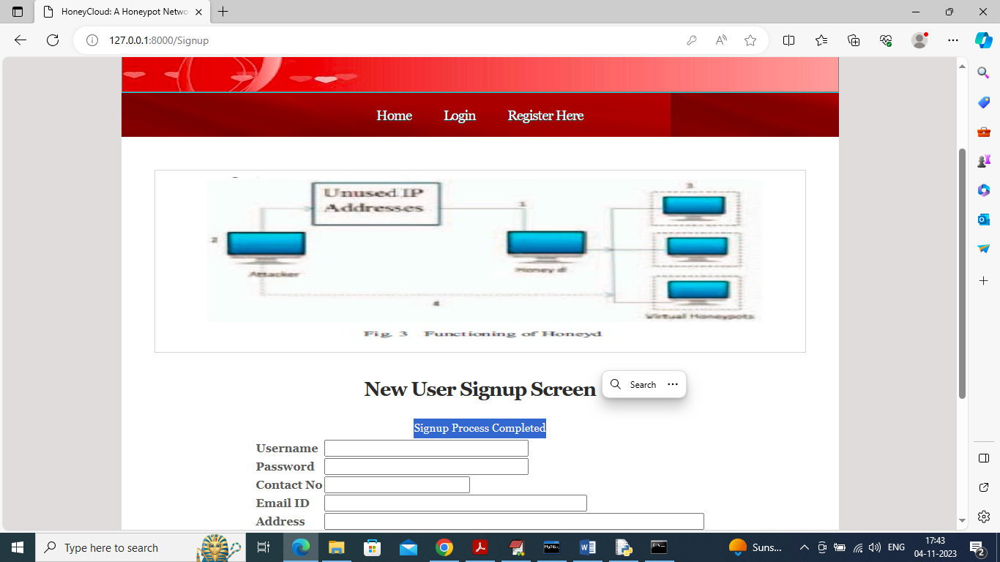 HoneyCloud: A Honeypot Netwo
127.0.0.1:8000/Signup
Home Login Register Here
Unused IP
Addresses
1
3
2
Attacker
Honey d
4
Virtual Honeypots
Fig. 3 Functioning of Honeyd
New User Signup Screen
Search
Signup Process Completed
Username
Password
Contact No
Email ID
Address
Type here to search
Suns...
ENG
17:43
04-11-2023
2